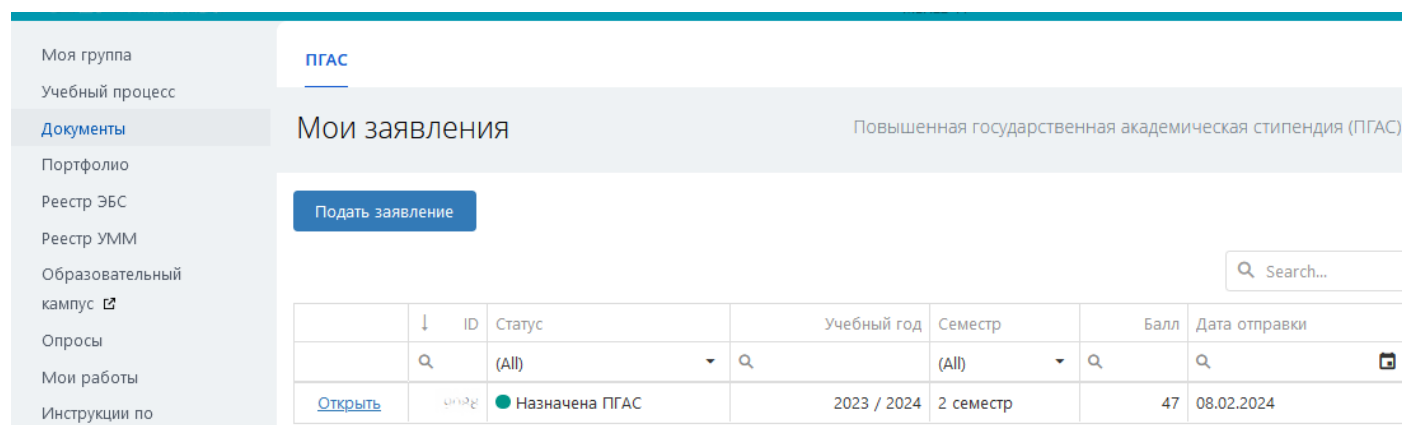 Моя группа
Учебный процесс
Документы
Портфолио
Реестр ЭБС
Реестр УММ
Образовательный
кампус
Опросы
Мои работы
Инструкции по
ПГАС
Мои заявления
Повышенная государственная академическая стипендия (ПГАС)
Подать заявление
Search...
ID Статус Учебный год Семестр Балл Дата отправки
(All) (All)
Открыть Назначена ПГАС 2023 / 2024 2 семестр 47 08.02.2024